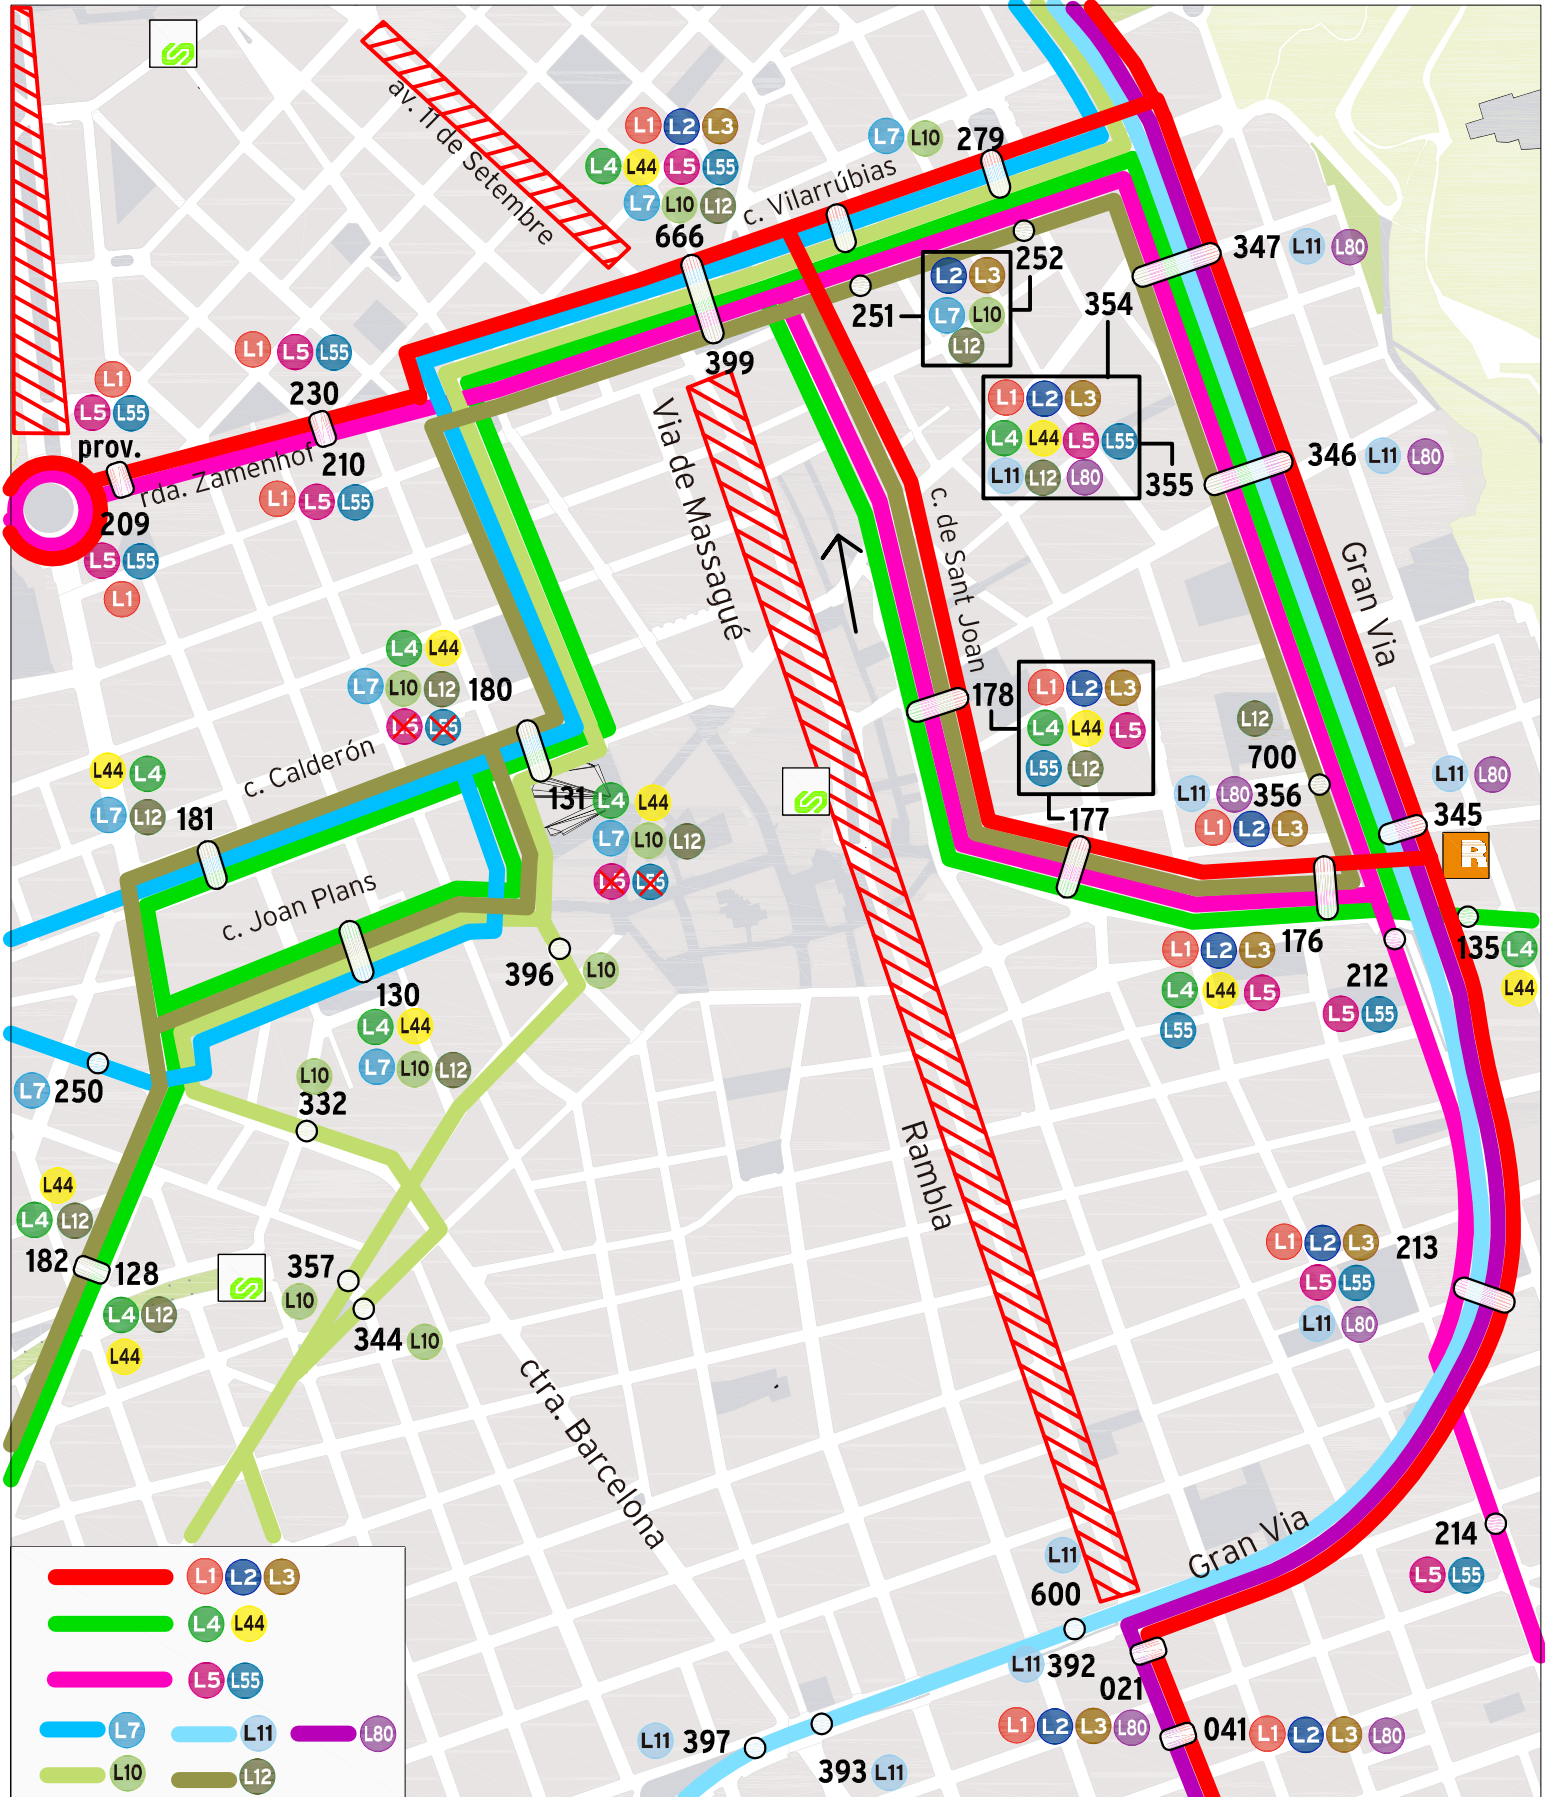 av. 11 de Setembre
L1 L2 L3
L4 L44 L5 L55
L7 L10 L12
666
c. Vilarrúbias
L7 L10 279
347 L11 L80
252
L2 L3
L7 L10
L12
251
354
399
L1 L5 L55
230
L1
L5 L55
prov.
rda. Zamenhof
210
L1 L5 L55
209
L5 L55
L1
L1 L2 L3
L4 L44 L5 L55
L11 L12 L80
355
346 L11 L80
Via de Massagué
c. de Sant Joan
Gran Via
L4 L44
L7 L10 L12 180
L5 L55
178
L1 L2 L3
L4 L44 L5
L55 L12
177
L12
700
L11 L80 356
L1 L2 L3
L11 L80
345
R
c. Calderón
L44 L4
L7 L12 181
131 L4 L44
L7 L10 L12
L5 L55
c. Joan Plans
396 L10
130
L4 L44
L7 L10 L12
L1 L2 L3 176
L4 L44 L5
L55
212
L5 L55
135 L4
L44
L7 250
L10
332
L44
L4 L12
182
128
L4 L12
L44
357
L10
344 L10
Rambla
L1 L2 L3 213
L5 L55
L11 L80
ctra. Barcelona
Gran Via
214
L5 L55
L11
600
L11 392
021
L1 L2 L3 L80
041 L1 L2 L3 L80
L11 397
393 L11
L1 L2 L3
L4 L44
L5 L55
L7 L11 L80
L10 L12